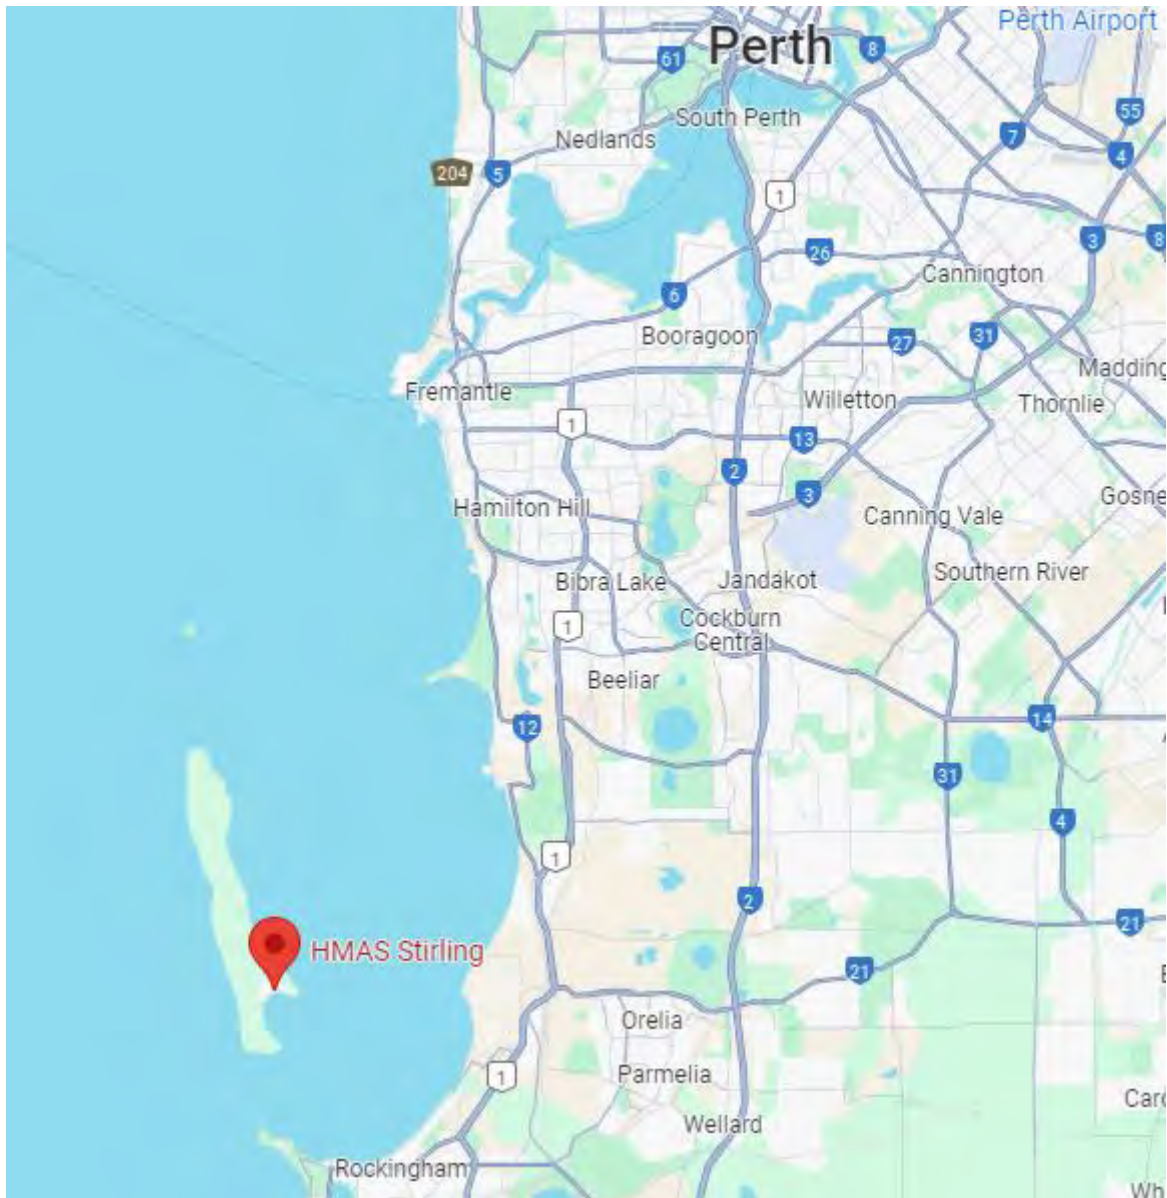 Perth Airport
Perth
61
8
55
South Perth
Nedlands
7
4
204
5
1
26
3
8
Cannington
6
Booragoon
27
31
Madding
Fremantle
Willetton
Thornlie
1
13
2
3
Gosne
Hamilton Hill
Canning Vale
Bibra Lake
Jandakot
Southern River
1
Cockburn
Central
Beeliar
12
14
31
4
1
2
21
HMAS Stirling
21
Orelia
1
Parmelia
Card
Wellard
Rockingham
Wh